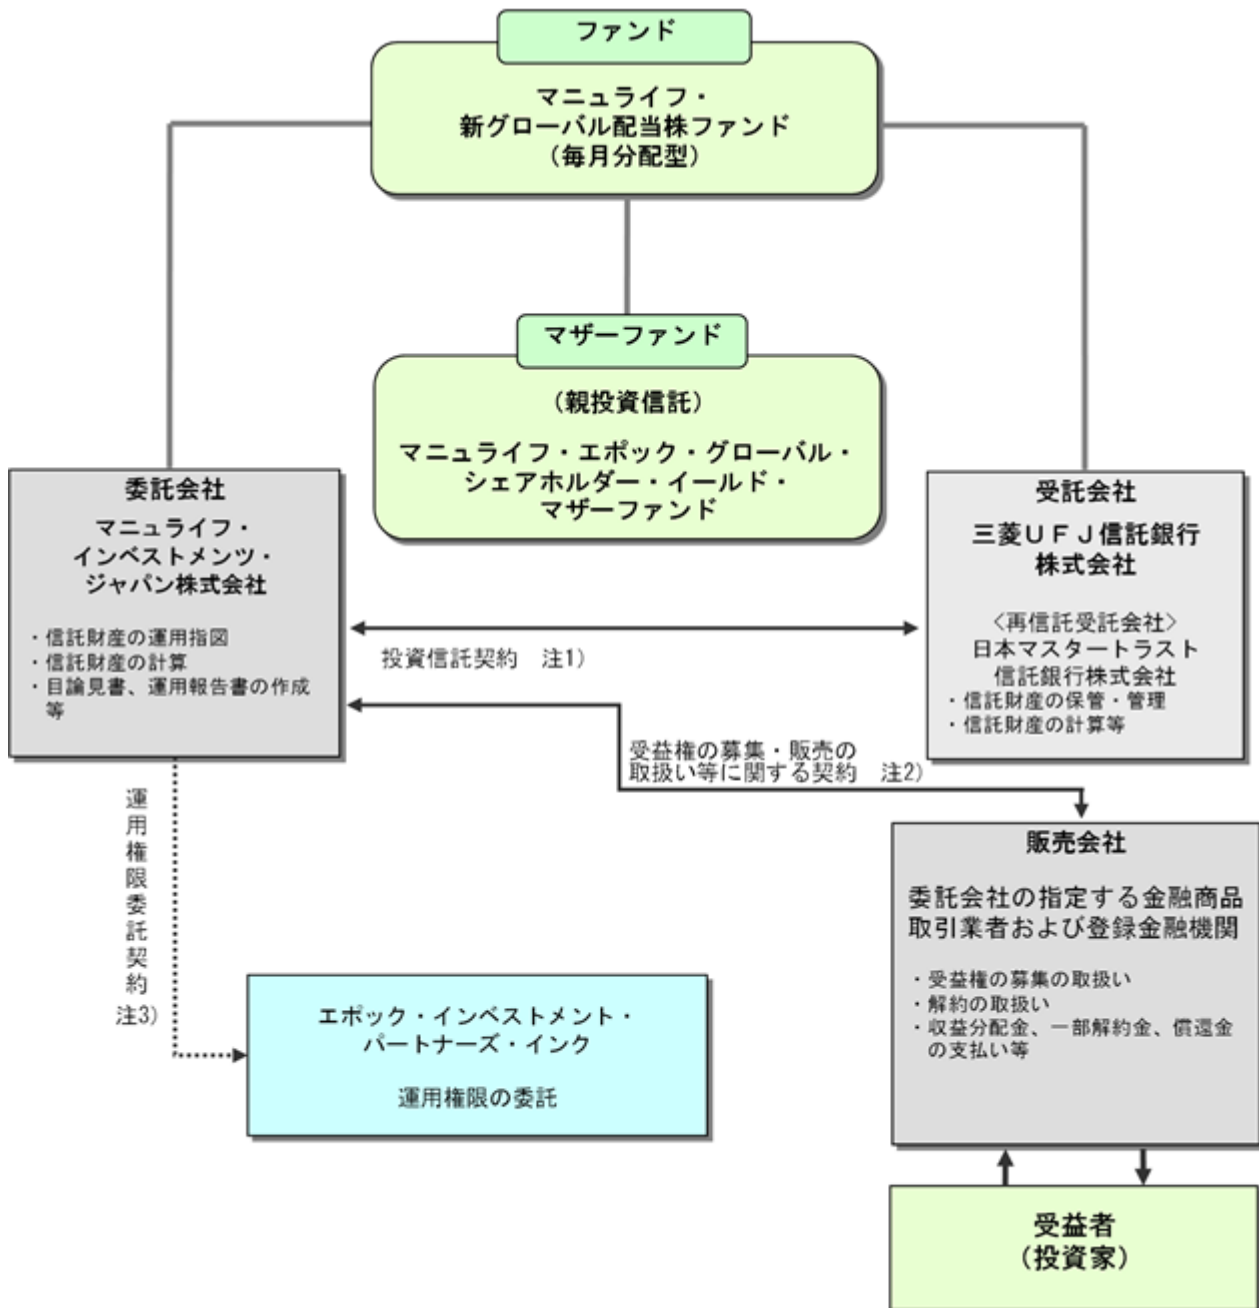 ファンド
マニュライフ・
新グローバル配当株ファンド
（毎月分配型）
マザーファンド
（親投資信託）
マニュライフ・エポック・グローバル・
シェアホルダー・イールド・
マザーファンド
委託会社
マニュライフ・
インベストメンツ・
ジャパン株式会社
・信託財産の運用指図
・信託財産の計算
・目論見書、運用報告書の作成
等
受託会社
三菱ＵＦＪ信託銀行
株式会社
〈再信託受託会社〉
日本マスタートラスト
信託銀行株式会社
・信託財産の保管・管理
・信託財産の計算等
投資信託契約　注1）
受益権の募集・販売の
取扱い等に関する契約　注2）
運用権限委託契約
注3）
エポック・インベストメント・
パートナーズ・インク
運用権限の委託
販売会社
委託会社の指定する金融商品
取引業者および登録金融機関
・受益権の募集の取扱い
・解約の取扱い
・収益分配金、一部解約金、償還金
の支払い等
受益者
（投資家）